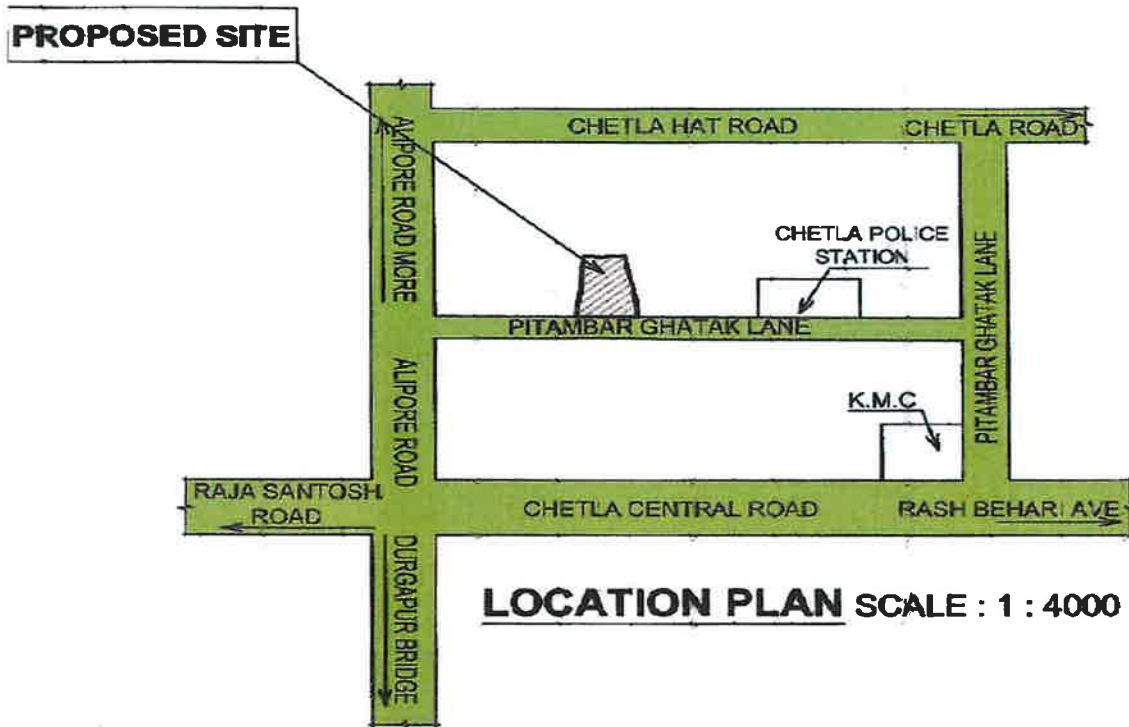 PROPOSED SITE
CHETLA HAT ROAD
CHETLA ROAD
ALIPORE ROAD MORE
CHETLA POLICE
STATION
PITAMBAR GHATAK LANE
PITAMBAR GHATAK LANE
ALIPORE ROAD
K.M.C
RAJA SANTOSH
ROAD
CHETLA CENTRAL ROAD
RASH BEHARI AVE
DURGAPUR BRIDGE
LOCATION PLAN SCALE : 1 : 4000